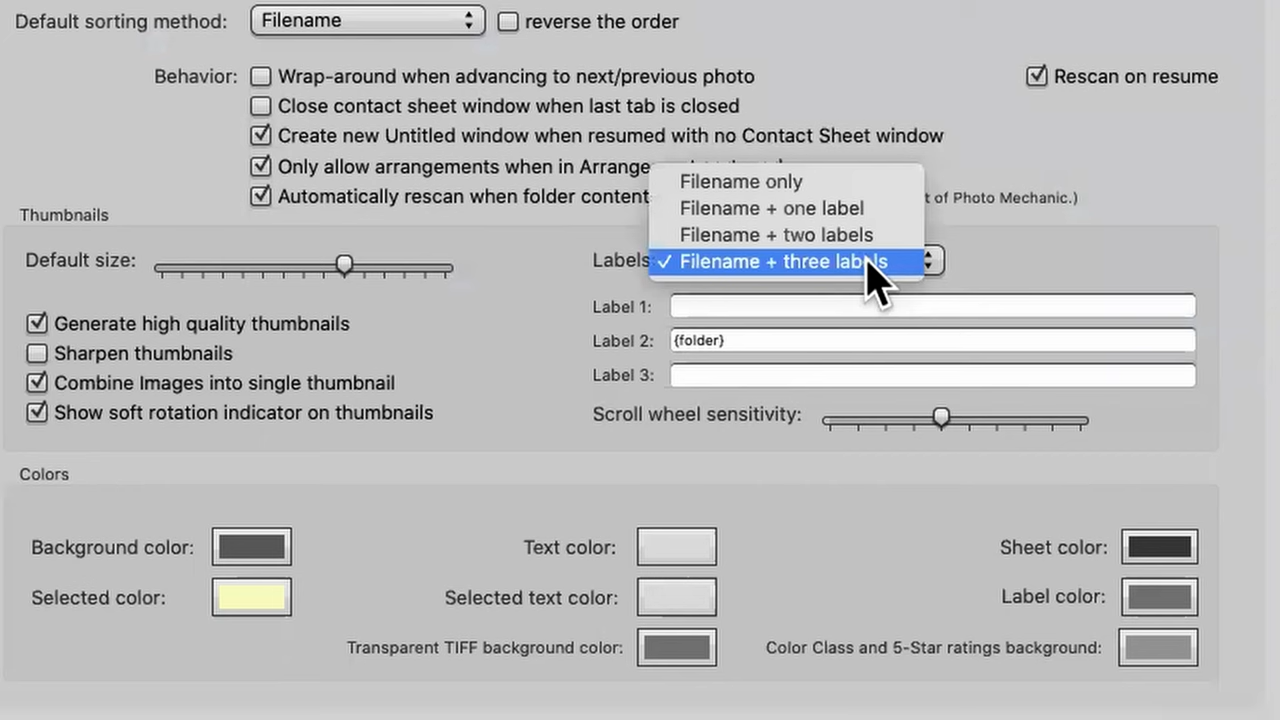 Default sorting method: Filename reverse the order
Behavior: Wrap-around when advancing to next/previous photo Rescan on resume
Close contact sheet window when last tab is closed
Create new Untitled window when resumed with no Contact Sheet window
Only allow arrangements when in Arrange
Filename only
Automatically rescan when folder content t of Photo Mechanic.)
Filename + one label
Thumbnails
Filename + two labels
Default size: Labels ✓ Filename + three labels
Label 1:
Generate high quality thumbnails
Label 2: {folder}
Sharpen thumbnails
Label 3:
Combine Images into single thumbnail
Show soft rotation indicator on thumbnails Scroll wheel sensitivity:
Colors
Background color: Text color: Sheet color:
Selected color: Selected text color: Label color:
Transparent TIFF background color: Color Class and 5-Star ratings background: